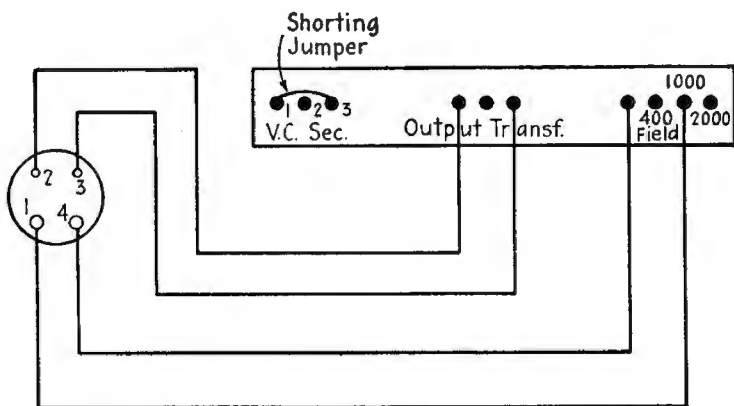 Shorting
Jumper
1000
1 2 3
400
2000
V.C. Sec.
Output Transf.
Field
2 3
1 4